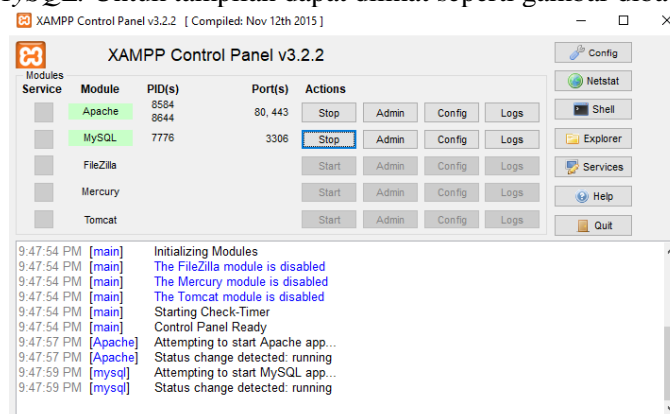 MySQL. Untuk tampilan dapat dilihat seperti gambar
XAMPP Control Panel v3.2.2 [ Compiled: Nov 12th 2015 ]
XAMPP Control Panel v3.2.2
Config
Modules
Service Module PID(s) Port(s) Actions
Netstat
Apache 8584 8644 80, 443 Stop Admin Config Logs
Shell
MySQL 7776 3306 Stop Admin Config Logs
Explorer
FileZilla Start Admin Config Logs
Services
Mercury Start Admin Config Logs
Help
Tomcat Start Admin Config Logs
Quit
9:47:54 PM [main] Initializing Modules
9:47:54 PM [main] The FileZilla module is disabled
9:47:54 PM [main] The Mercury module is disabled
9:47:54 PM [main] The Tomcat module is disabled
9:47:54 PM [main] Starting Check-Timer
9:47:54 PM [main] Control Panel Ready
9:47:57 PM [Apache] Attempting to start Apache app...
9:47:57 PM [Apache] Status change detected: running
9:47:59 PM [mysql] Attempting to start MySQL app...
9:47:59 PM [mysql] Status change detected: running